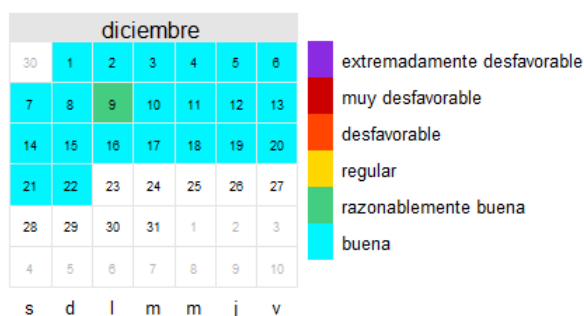 diciembre
30 1 2 3 4 5 6
7 8 9 10 11 12 13
14 15 16 17 18 19 20
21 22 23 24 25 26 27
28 29 30 31 1 2 3
4 5 6 7 8 9 10
s d l m m j v
extremadamente desfavorable
muy desfavorable
desfavorable
regular
razonablemente buena
buena